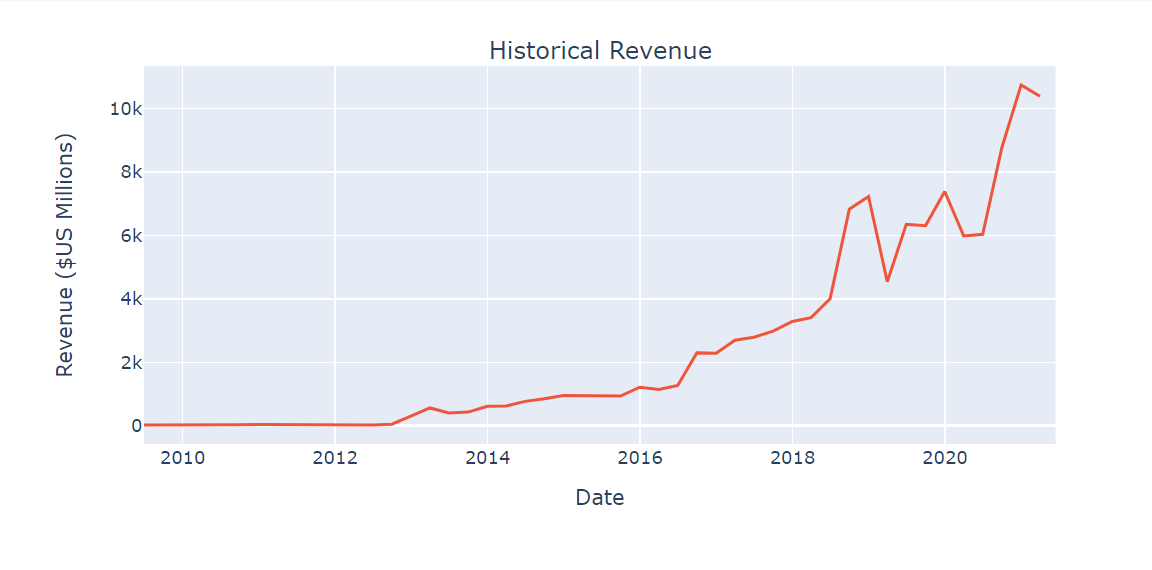 Historical Revenue
Revenue ($US Millions)
10k
8k
6k
4k
2k
0
2010 2012 2014 2016 2018 2020
Date